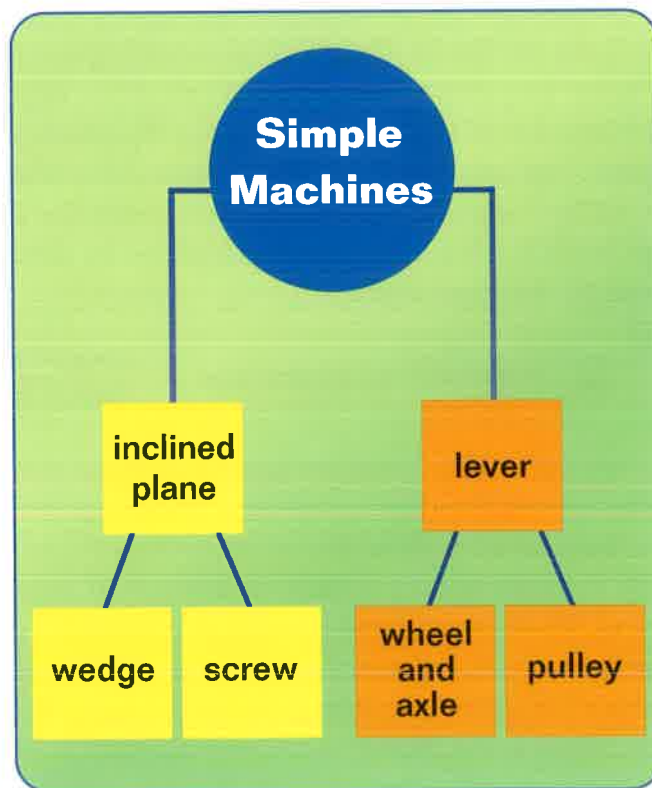 Simple
Machines
inclined
plane
lever
wedge
screw
wheel
and
axle
pulley